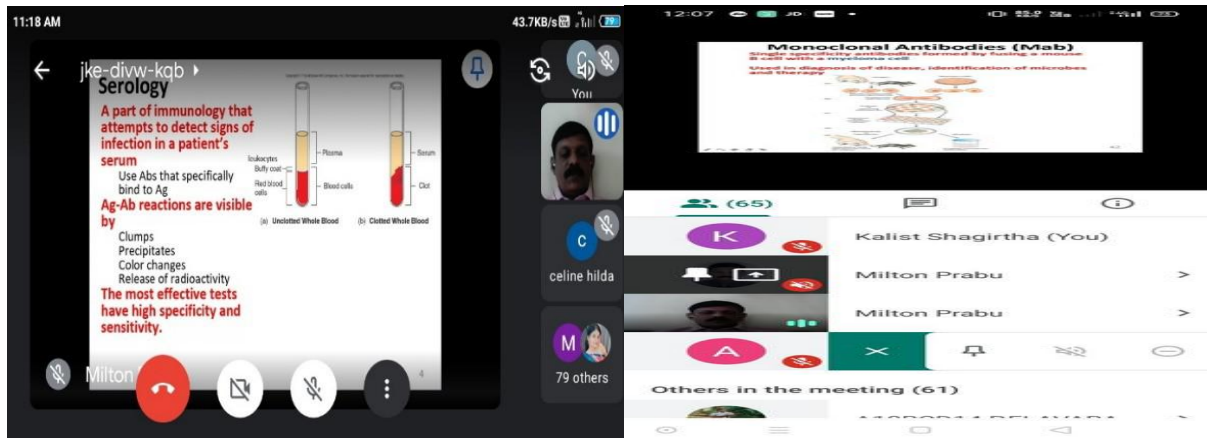 11:18 AM
43.7KB/s
79
jke-divw-kqb
You
Serology
A part of immunology that
attempts to detect signs of
infection in a patient's
serum
Use Abs that specifically
bind to Ag
Ag-Ab reactions are visible
by
Clumps
Precipitates
Color changes
Release of radioactivity
The most effective tests
have high specificity and
sensitivity.
leukocytes
Buffy coat
Red blood
cells
Plasma
Blood cells
Serum
Clot
(a) Unclotted Whole Blood
(b) Clotted Whole Blood
4
Milton
C
celine hilda
M
79 others
12:07
Monoclonal Antibodies (Mab)
Single specificity antibodies formed by fusing a mouse
B cell with a myeloma cell
Used in diagnosis of disease, identification of microbes
and therapy
(65)
K
Kalist Shagirtha (You)
Milton Prabu
Milton Prabu
A
Others in the meeting (61)